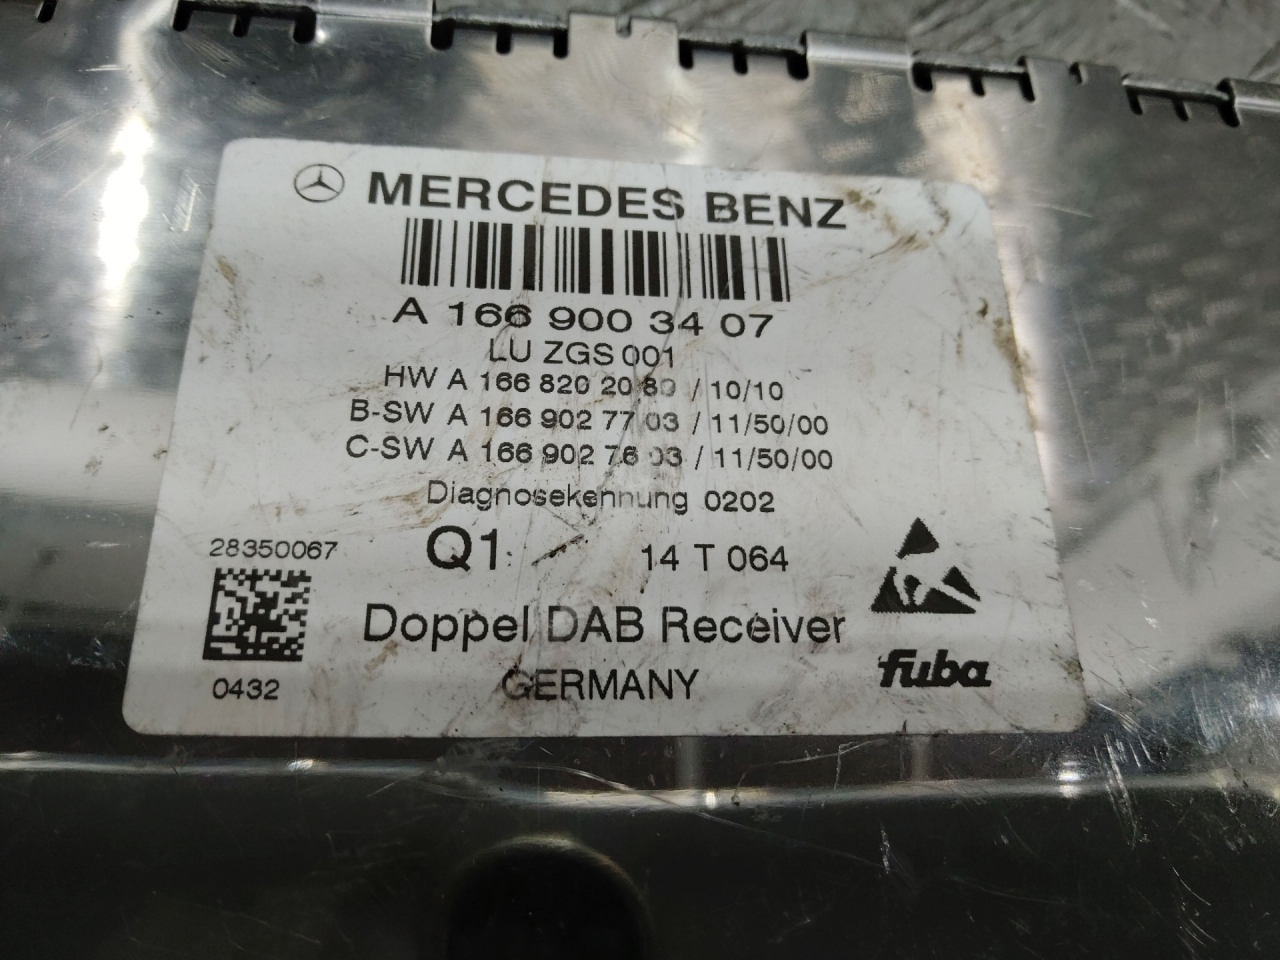 MERCEDES BENZ
A 166 900 34 07
LU ZGS 001
HW A 166 820 20 80 / 10/10
B-SW A 166 902 77 03 / 11/50/00
C-SW A 166 902 76 03 / 11/50/00
Diagnosekennung 0202
28350067
Q1
14 T 064
Doppel DAB Receiver
0432
GERMANY
fuba